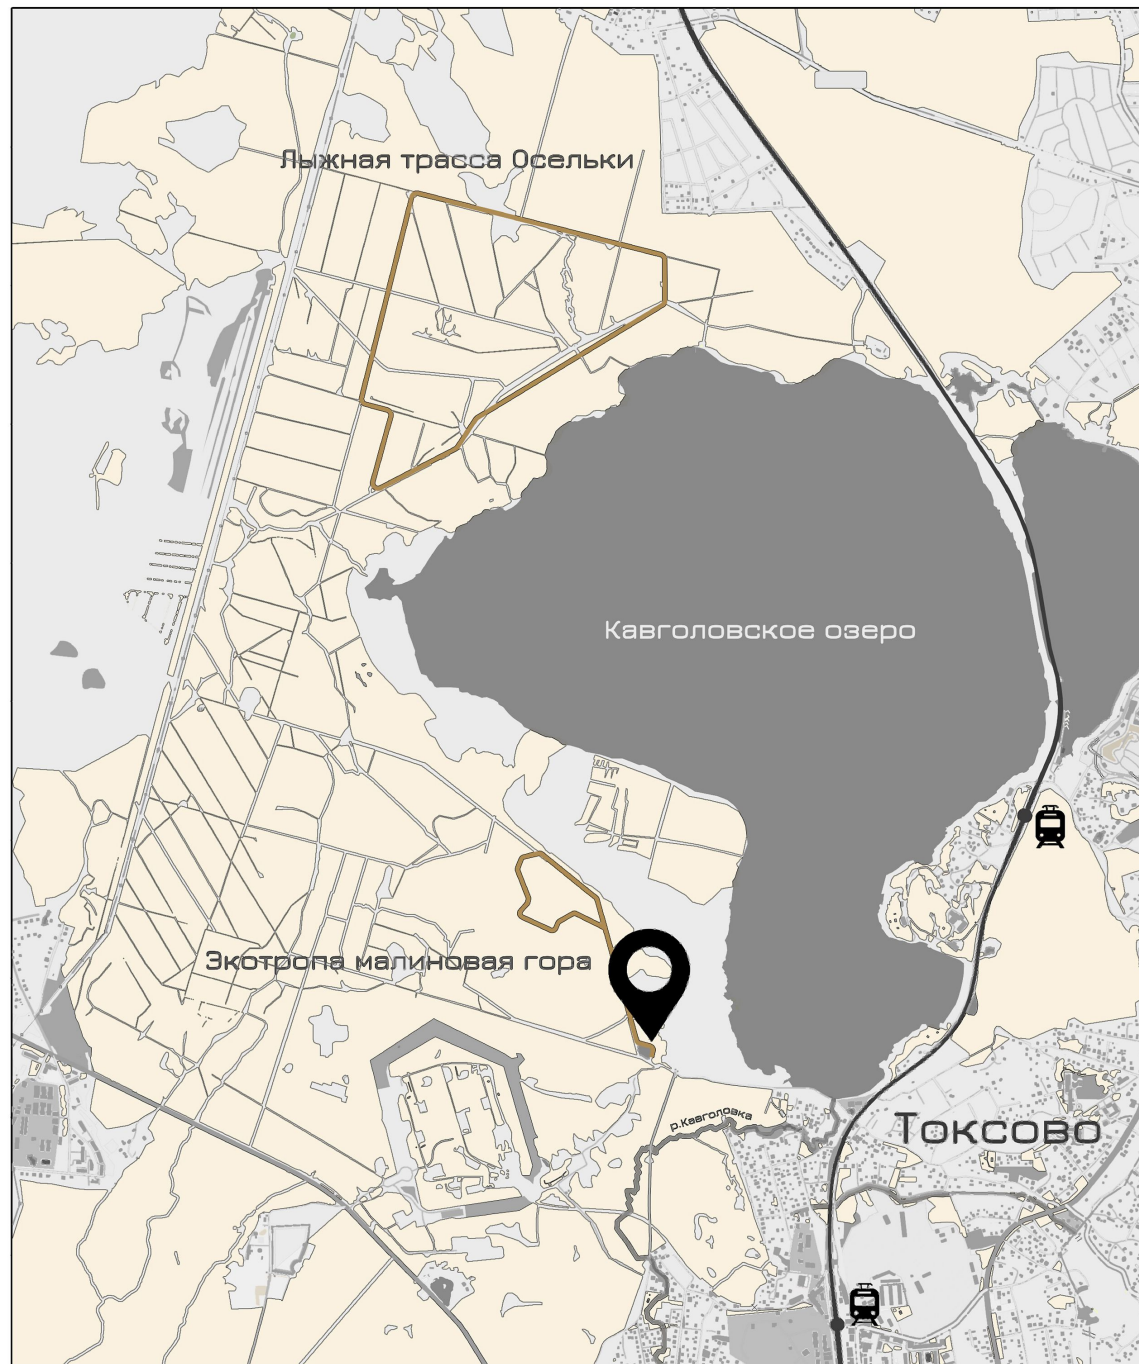 Лыжная трасса Осельки
Кавголовское озеро
Экотропа малиновая гора
р.Кавголовка
Токсово